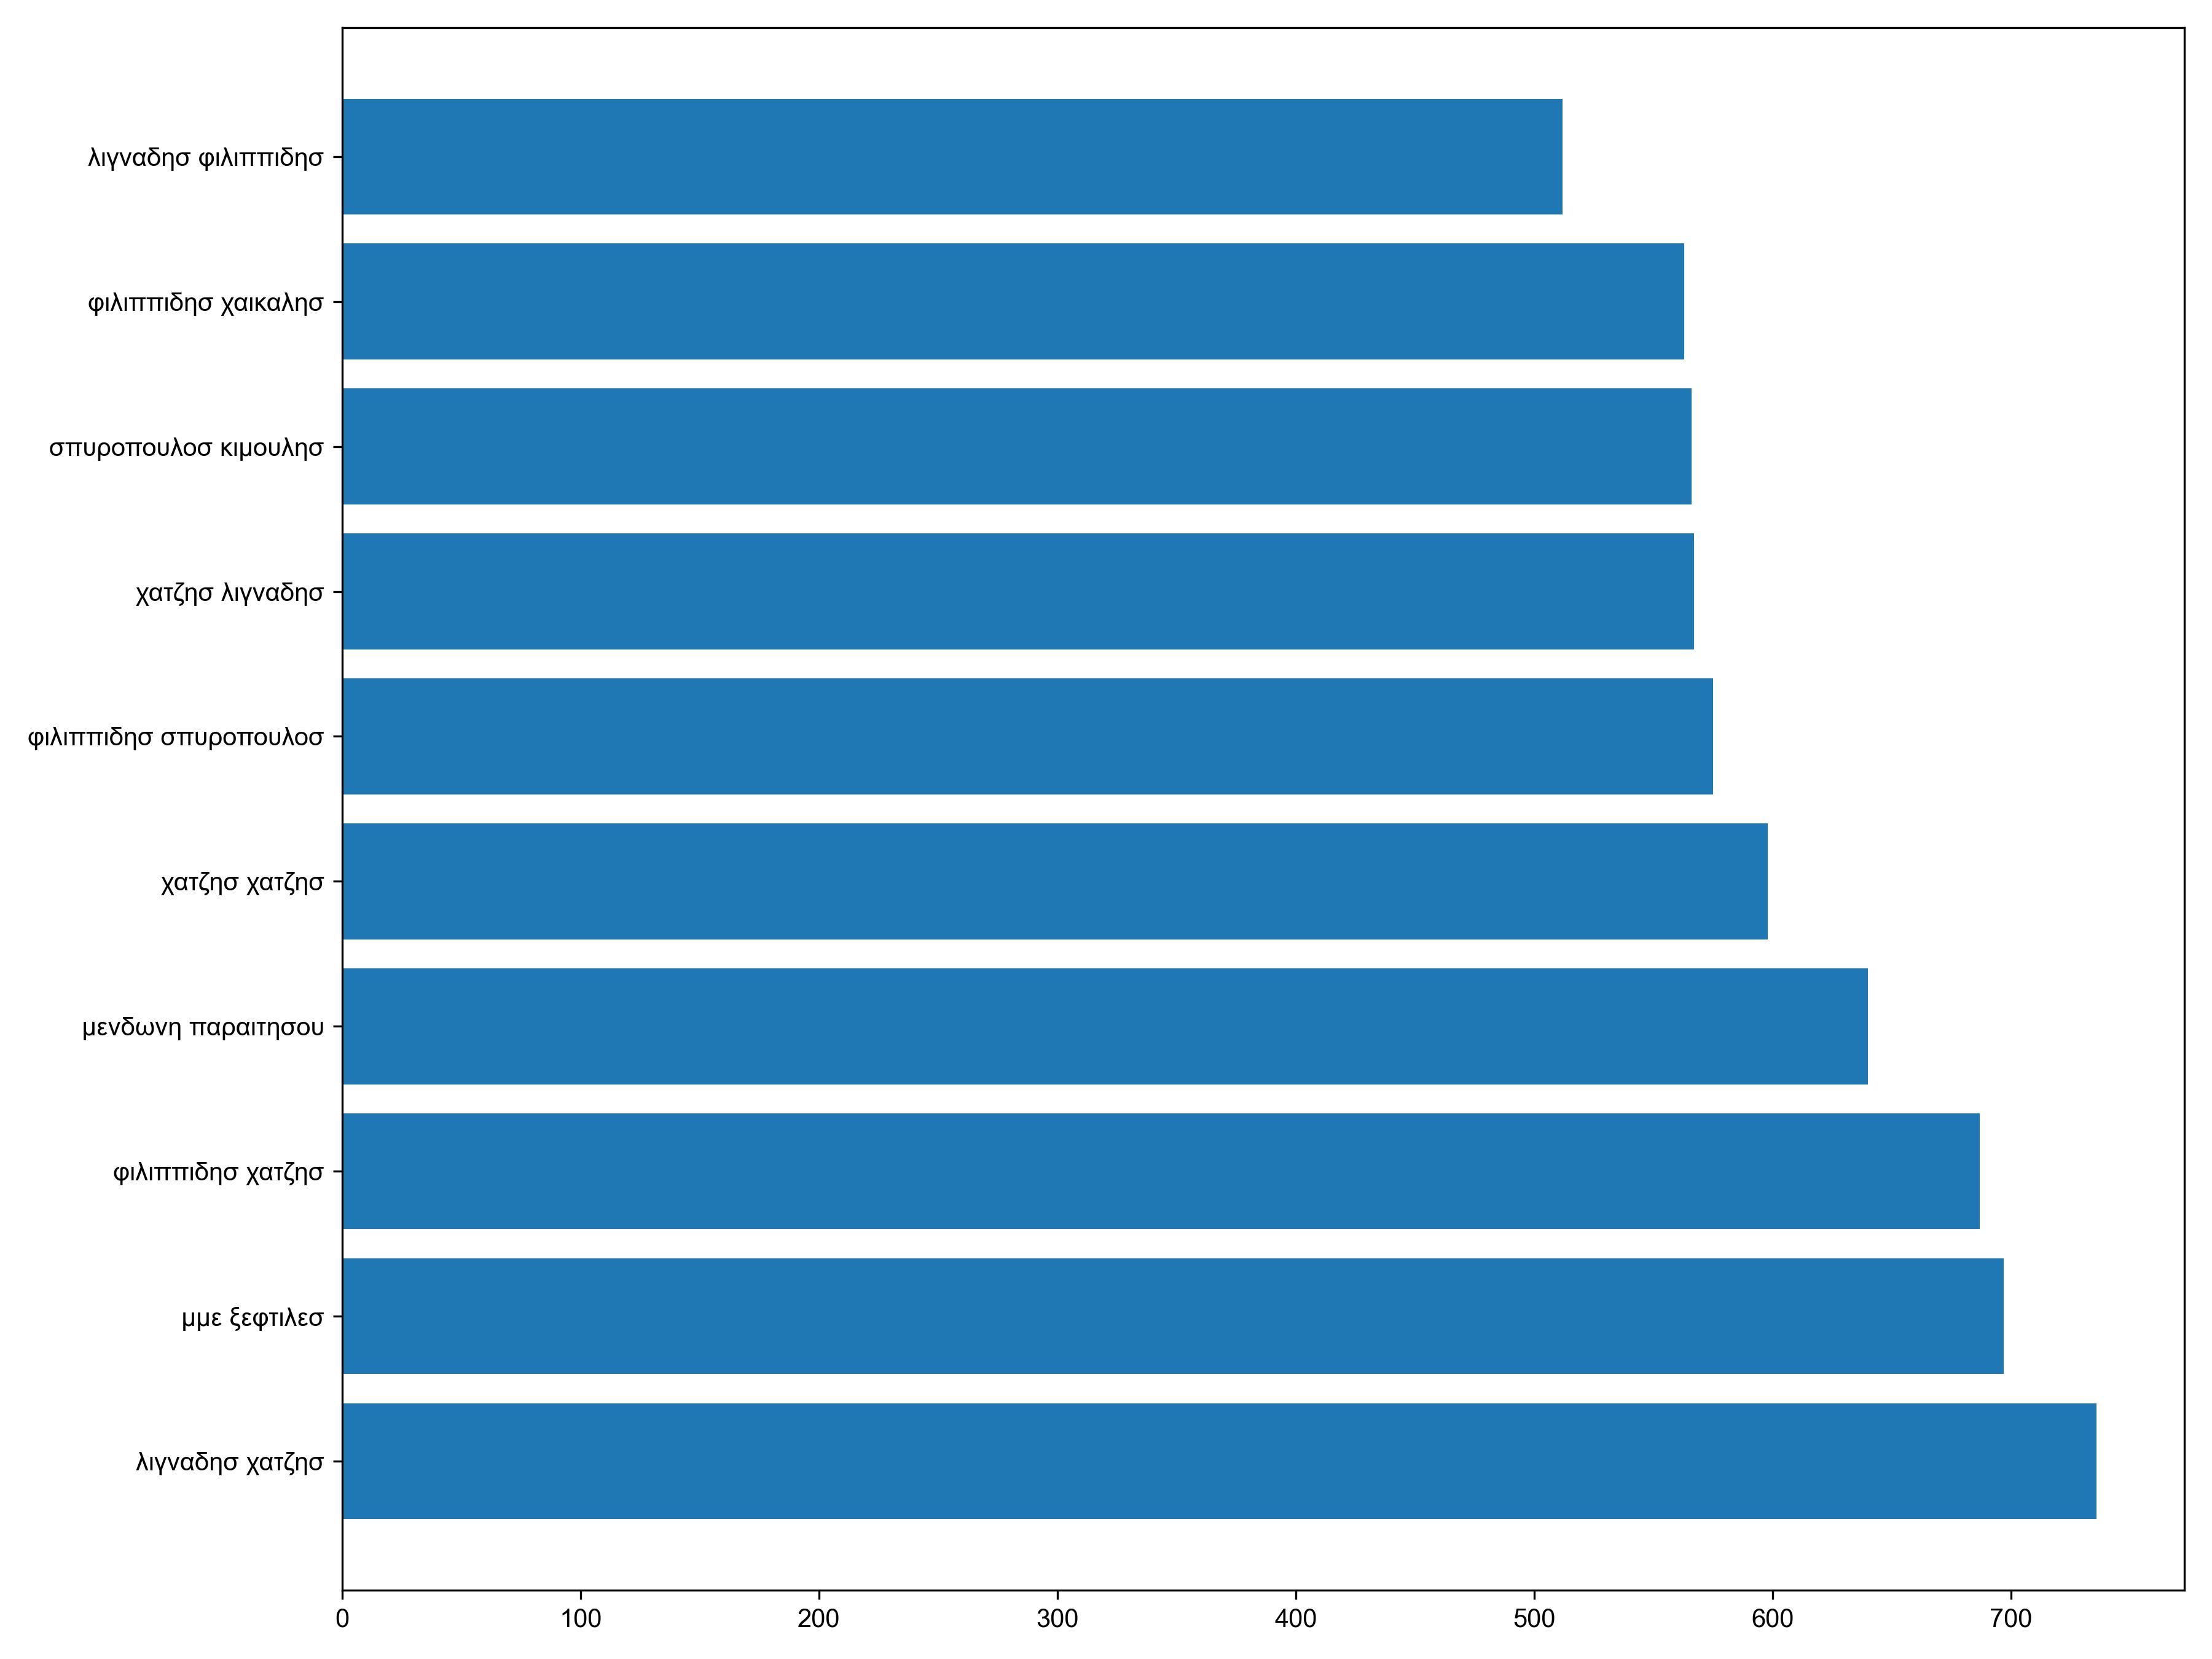 λιγναδησ φιλιππιδησ
φιλιππιδησ χαικαλησ
σπυροπουλοσ κιμουλησ
χατζησ λιγναδησ
φιλιππιδησ σπυροπουλοσ
χατζησ χατζησ
μενδωνη παραιτησου
φιλιππιδησ χατζησ
μμε ξεφτιλεσ
λιγναδησ χατζησ
0 100 200 300 400 500 600 700